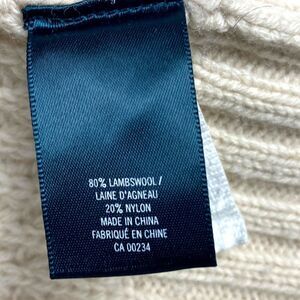 80% LAMBSWOOL /
LAINE D'AGNEAU
20% NYLON
MADE IN CHINA
FABRIQUÉ EN CHINE
CA 00234